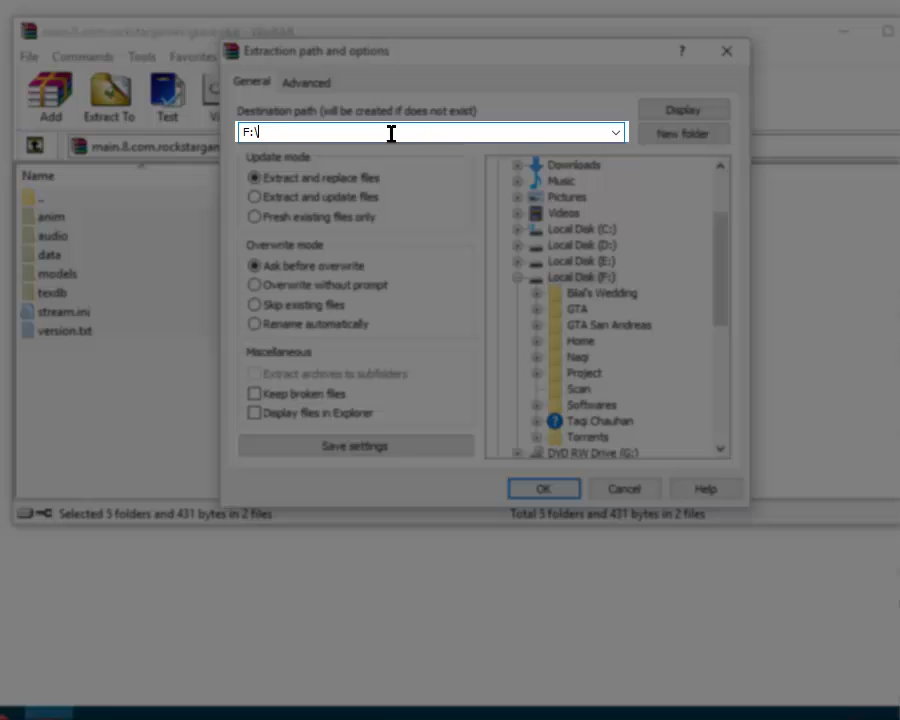 File Commands Tools Favorites
Add Extract To Test
main.8.com.rockstargan
Name
..
anim
audio
data
models
texdb
stream.ini
version.txt
Selected 5 folders and 431 bytes in 2 files
Total 5 folders and 431 bytes in 2 files
Extraction path and options
?
General Advanced
Destination path (will be created if does not exist)
F:\
Display
New folder
Update mode
Extract and replace files
Extract and update files
Fresh existing files only
Overwrite mode
Ask before overwrite
Overwrite without prompt
Skip existing files
Rename automatically
Miscellaneous
Extract archives to subfolders
Keep broken files
Display files in Explorer
Save settings
Downloads
Music
Pictures
Videos
Local Disk (C:)
Local Disk (D:)
Local Disk (E:)
Local Disk (F:)
Bilal's Wedding
GTA
GTA San Andreas
Home
Naqi
Project
Scan
Softwares
Taqi Chauhan
Torrents
DVD RW Drive (G:)
OK Cancel Help